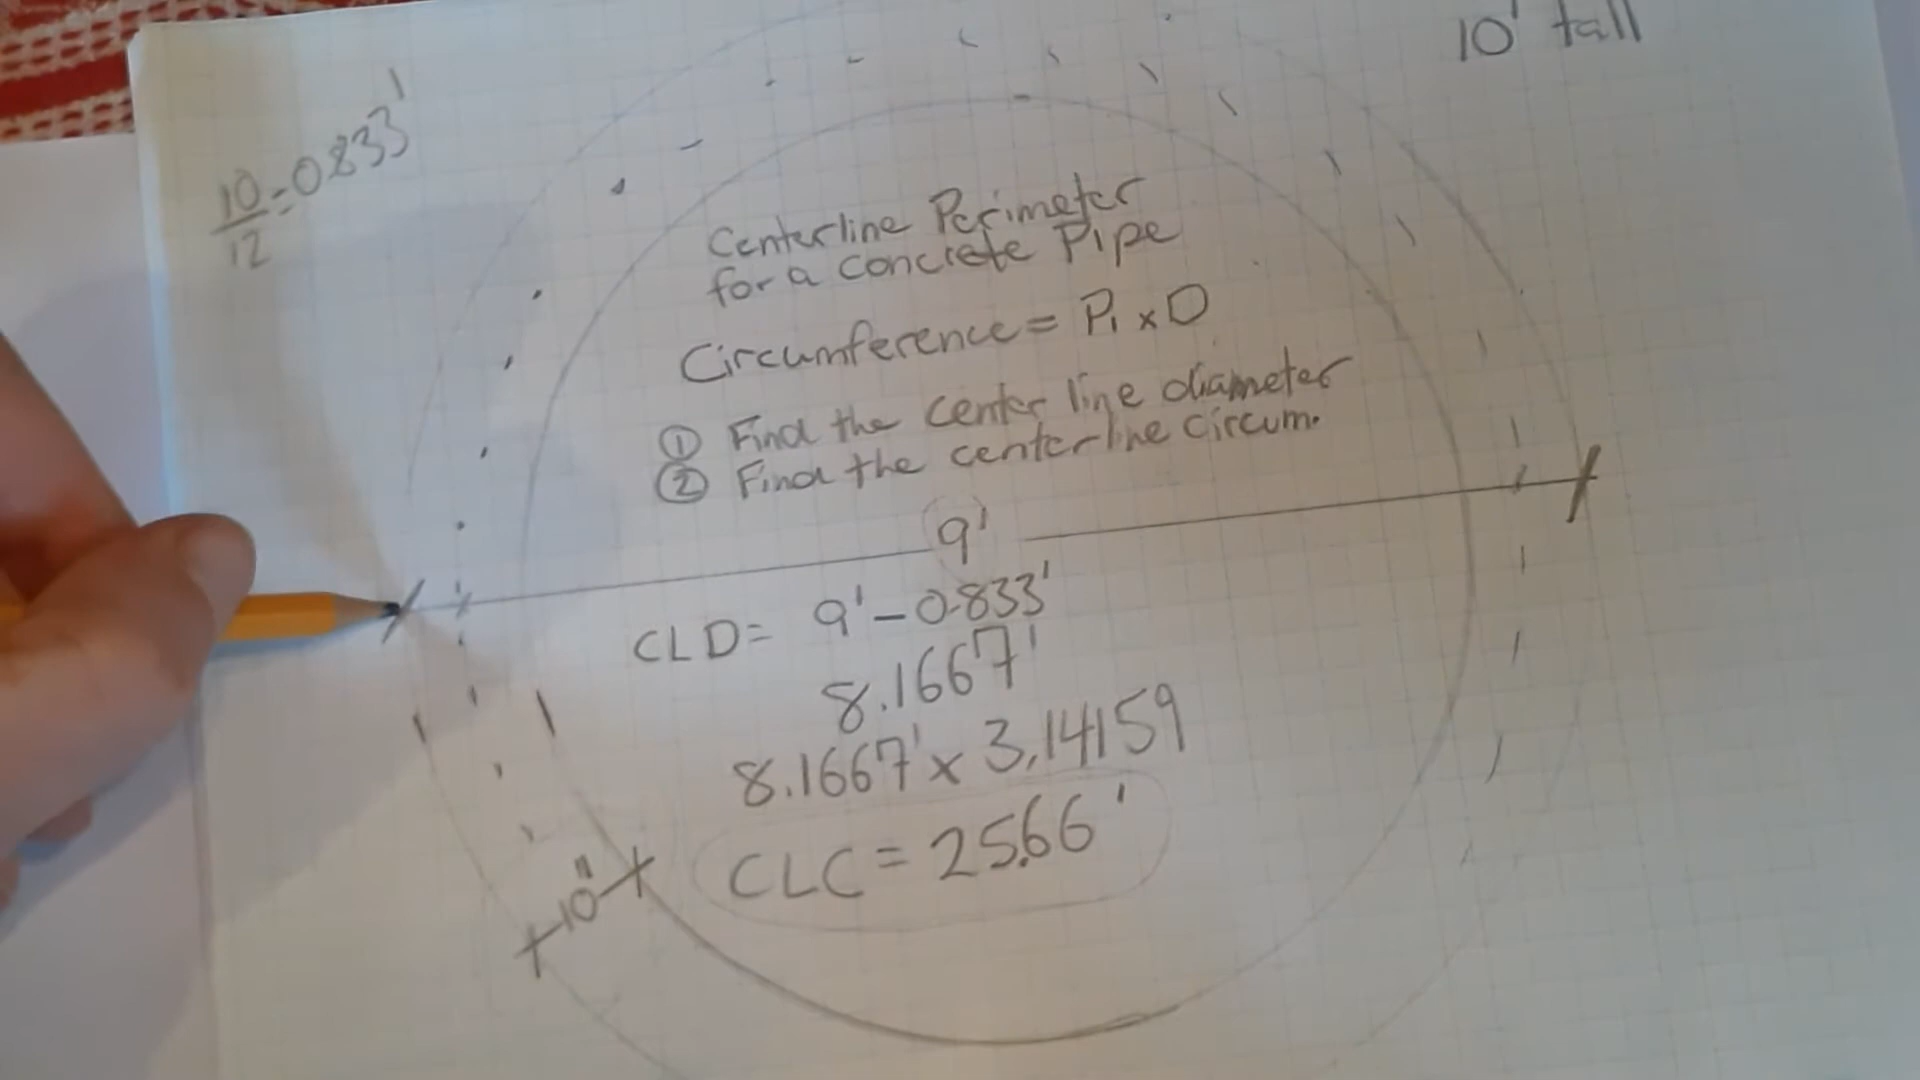 10' tall
10/12 = 0.833'
Centerline Perimeter
for a concrete Pipe
Circumference = Pi x D
① Find the center line diameter
② Find the centerline circum.
9'
CLD = 9' - 0.833'
8.1667'
8.1667' x 3.14159
CLC = 25.66'
10"